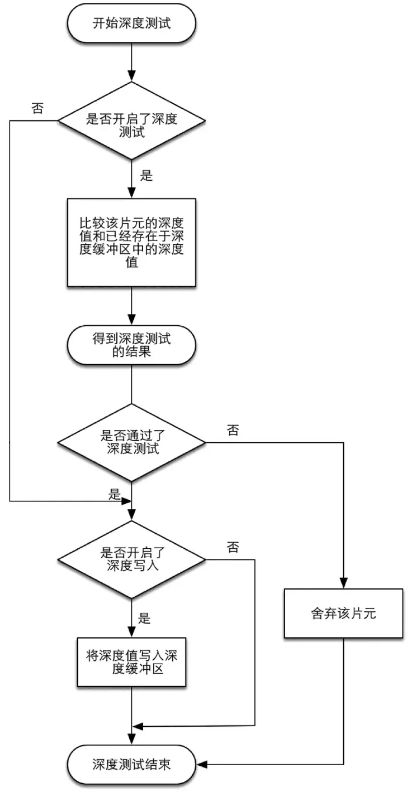 开始深度测试
否
是否开启了深度
测试
是
比较该片元的深度
值和已经存在于深
度缓冲区中的深度
值
得到深度测试
的结果
是否通过了
深度测试
否
是
是否开启了
深度写入
否
是
舍弃该片元
将深度值写入深
度缓冲区
深度测试结束